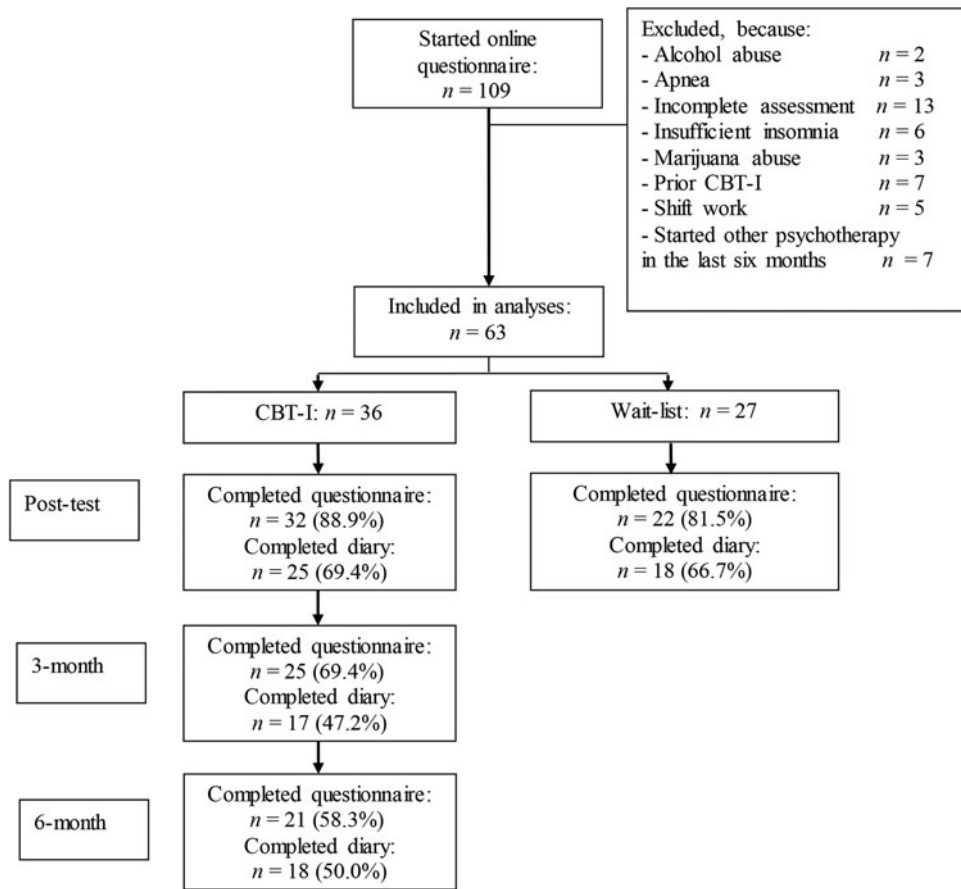 Started online
questionnaire:
n = 109
Excluded, because:
- Alcohol abuse n = 2
- Apnea n = 3
- Incomplete assessment n = 13
- Insufficient insomnia n = 6
- Marijuana abuse n = 3
- Prior CBT-I n = 7
- Shift work n = 5
- Started other psychotherapy
in the last six months n = 7
Included in analyses:
n = 63
CBT-I: n = 36
Wait-list: n = 27
Post-test
Completed questionnaire:
n = 32 (88.9%)
Completed diary:
n = 25 (69.4%)
Completed questionnaire:
n = 22 (81.5%)
Completed diary:
n = 18 (66.7%)
3-month
Completed questionnaire:
n = 25 (69.4%)
Completed diary:
n = 17 (47.2%)
6-month
Completed questionnaire:
n = 21 (58.3%)
Completed diary:
n = 18 (50.0%)